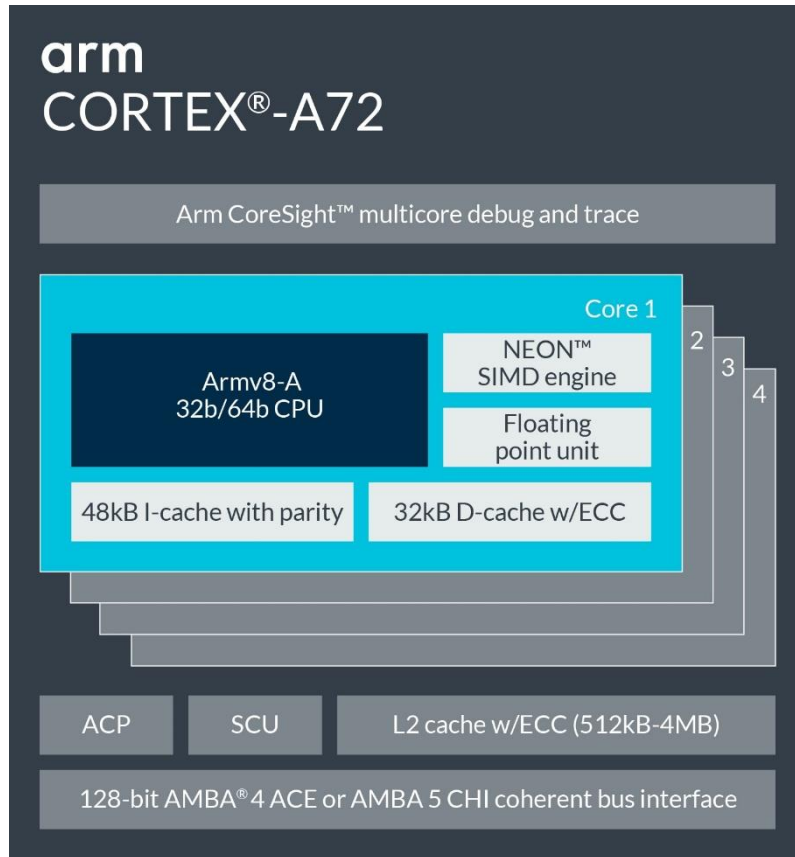 arm
CORTEX®-A72
Arm CoreSight™ multicore debug and trace
Core 1
2
3
4
Armv8-A
32b/64b CPU
NEON™
SIMD engine
Floating
point unit
48kB I-cache with parity
32kB D-cache w/ECC
ACP
SCU
L2 cache w/ECC (512kB-4MB)
128-bit AMBA® 4 ACE or AMBA 5 CHI coherent bus interface